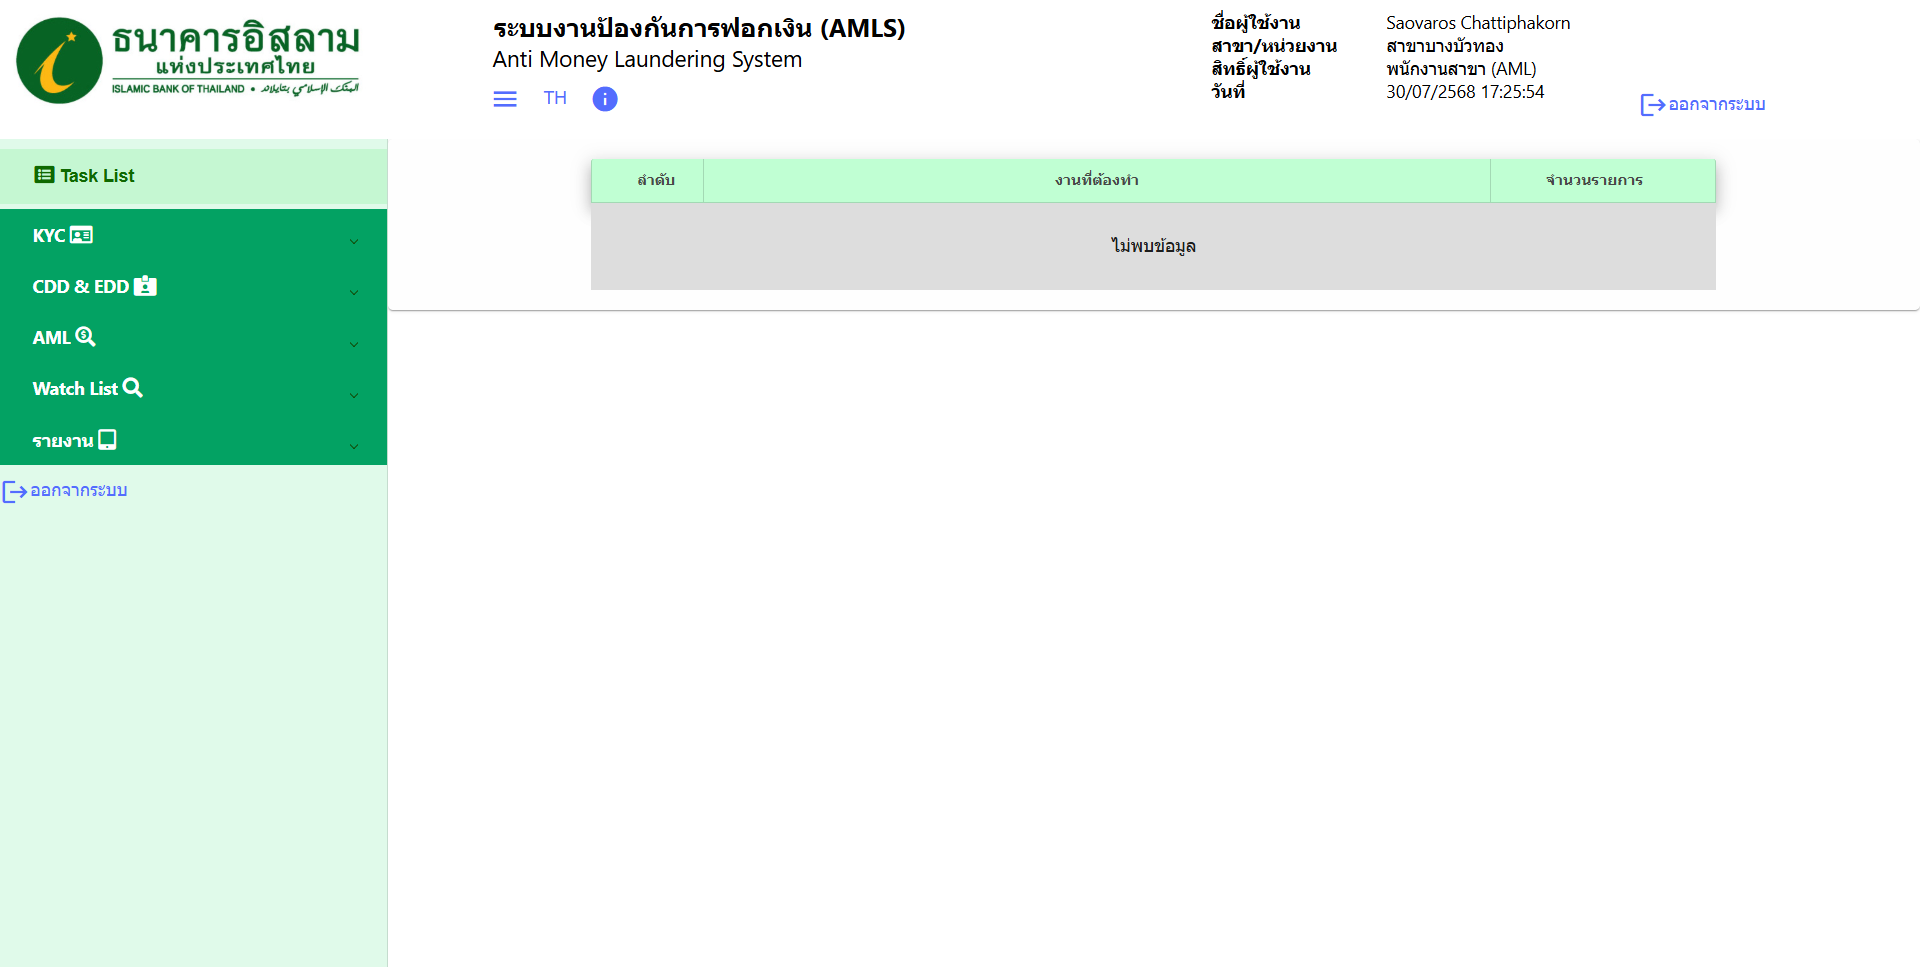 ธนาคารอิสลาม
แห่งประเทศไทย
ISLAMIC BANK OF THAILAND •
ระบบงานป้องกันการฟอกเงิน (AMLS)
Anti Money Laundering System
TH
ชื่อผู้ใช้งาน Saovaros Chattiphakorn
สาขา/หน่วยงาน สาขาบางบัวทอง
สิทธิ์ผู้ใช้งาน พนักงานสาขา (AML)
วันที่ 30/07/2568 17:25:54
ออกจากระบบ
Task List
KYC
CDD & EDD
AML
Watch List
รายงาน
ออกจากระบบ
ลำดับ งานที่ต้องทำ จำนวนรายการ
ไม่พบข้อมูล